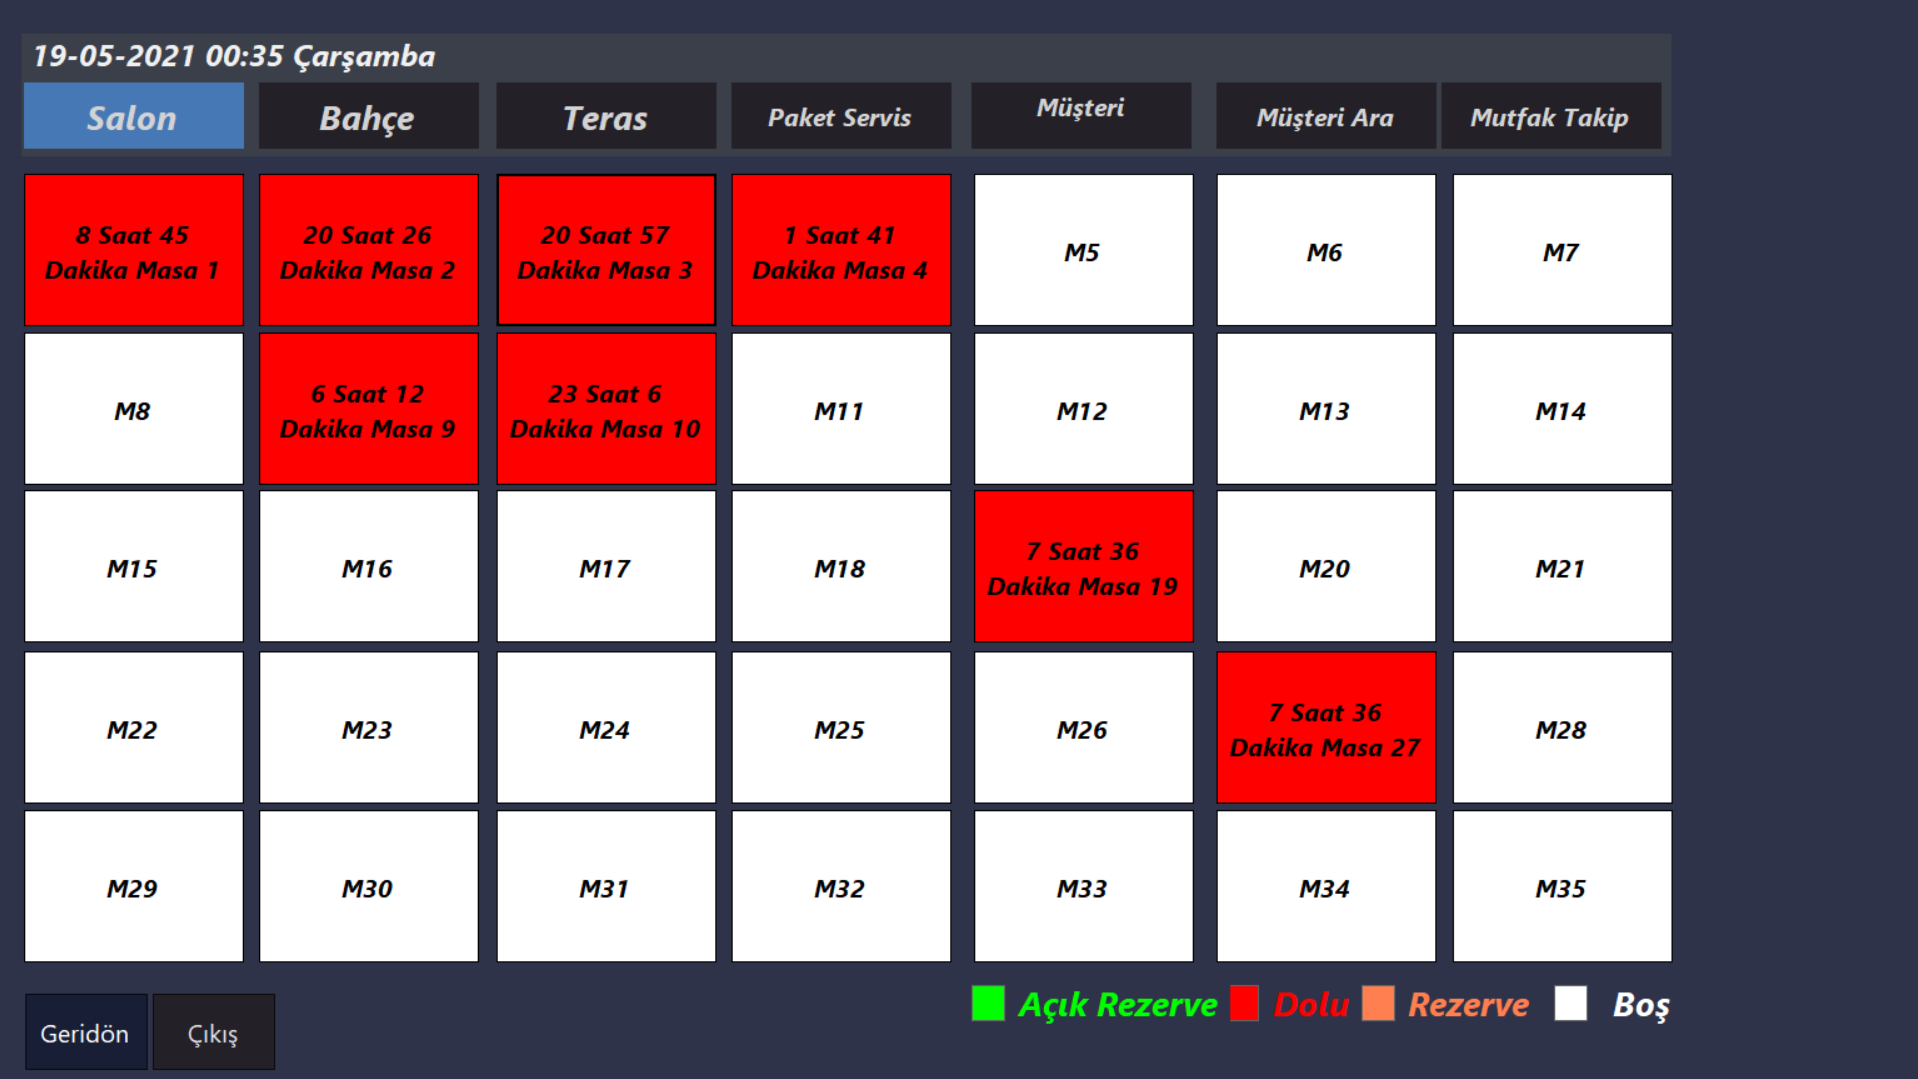 19-05-2021 00:35 Çarşamba
Salon
Bahçe
Teras
Paket Servis
Müşteri
Müşteri Ara
Mutfak Takip
8 Saat 45
Dakika Masa 1
20 Saat 26
Dakika Masa 2
20 Saat 57
Dakika Masa 3
1 Saat 41
Dakika Masa 4
M5
M6
M7
M8
6 Saat 12
Dakika Masa 9
23 Saat 6
Dakika Masa 10
M11
M12
M13
M14
M15
M16
M17
M18
7 Saat 36
Dakika Masa 19
M20
M21
M22
M23
M24
M25
M26
7 Saat 36
Dakika Masa 27
M28
M29
M30
M31
M32
M33
M34
M35
Açık Rezerve
Dolu
Rezerve
Boş
Geridön
Çıkış